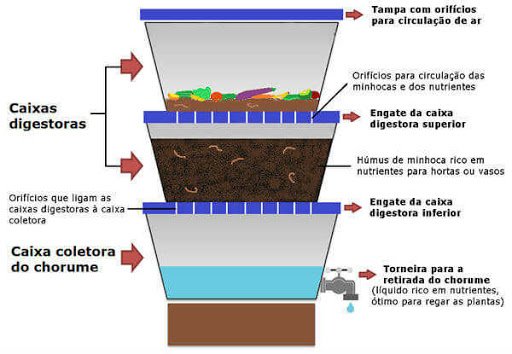 Tampa com orifícios
para circulação de ar
Orifícios para circulação das
minhocas e dos nutrientes
Caixas
digestoras
Engate da caixa
digestora superior
Húmus de minhoca rico em
nutrientes para hortas ou vasos
Orifícios que ligam as
caixas digestoras à caixa
coletora
Engate da caixa
digestora inferior
Caixa coletora
do chorume
Torneira para a
retirada do chorume
(líquido rico em nutrientes,
ótimo para regar as plantas)